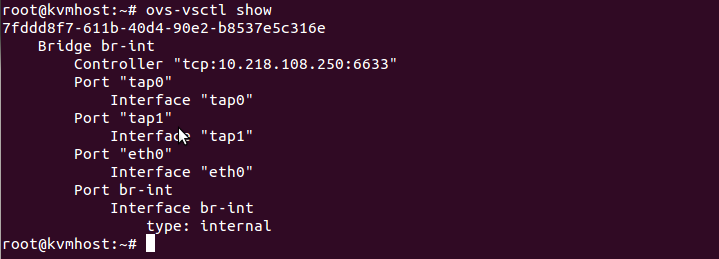 root@kvmhost:~# ovs-vsctl show
7fddd8f7-611b-40d4-90e2-b8537e5c316e
    Bridge br-int
        Controller "tcp:10.218.108.250:6633"
        Port "tap0"
            Interface "tap0"
        Port "tap1"
            Interface "tap1"
        Port "eth0"
            Interface "eth0"
        Port br-int
            Interface br-int
                type: internal
root@kvmhost:~#